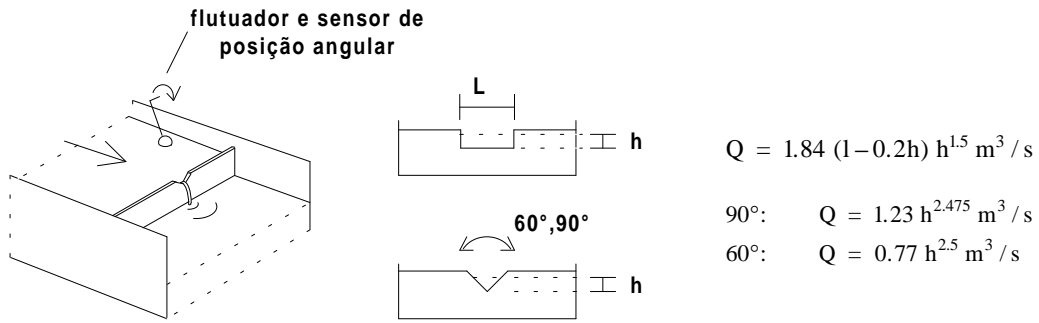 flutuador e sensor de
posição angular
L
h
Q = 1.84 (l–0.2h) h^1.5 m^3 / s
60°,90°
h
90°: Q = 1.23 h^2.475 m^3 / s
60°: Q = 0.77 h^2.5 m^3 / s